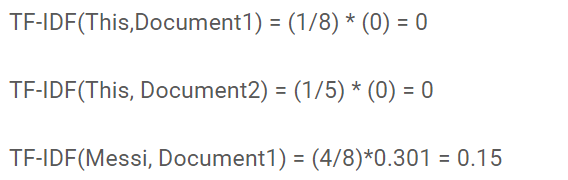 TF-IDF(This,Document1) = (1/8) * (0) = 0
TF-IDF(This, Document2) = (1/5) * (0) = 0
TF-IDF(Messi, Document1) = (4/8)*0.301 = 0.15